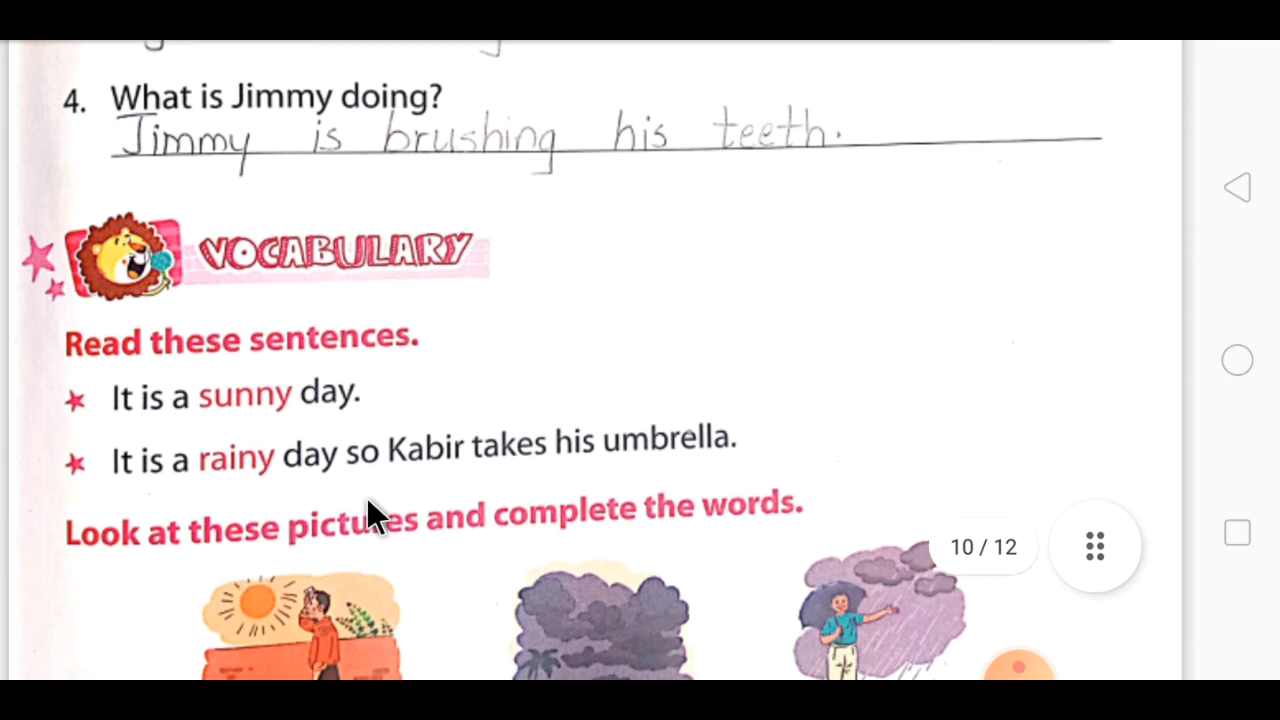 4. What is Jimmy doing?
Jimmy is brushing his teeth.
VOCABULARY
Read these sentences.
It is a sunny day.
It is a rainy day so Kabir takes his umbrella.
Look at these pictures and complete the words.
10 / 12